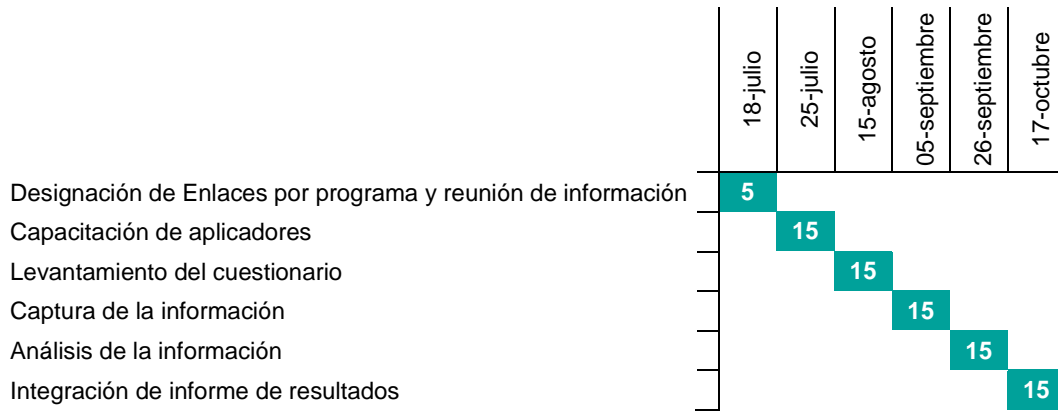 18-julio
25-julio
15-agosto
05-septiembre
26-septiembre
17-octubre
Designación de Enlaces por programa y reunión de información 5
Capacitación de aplicadores 15
Levantamiento del cuestionario 15
Captura de la información 15
Análisis de la información 15
Integración de informe de resultados 15